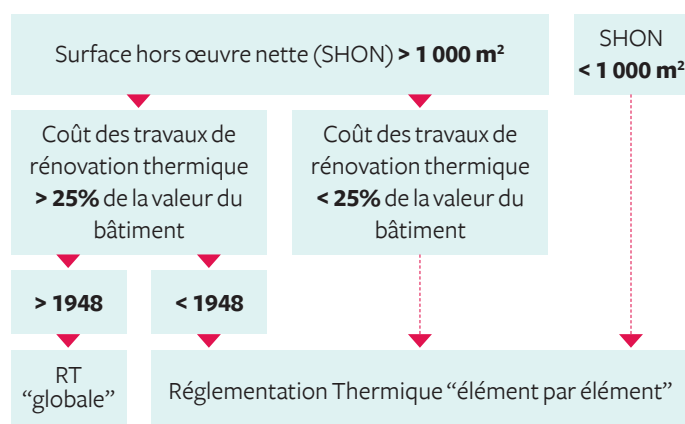 Surface hors œuvre nette (SHON) > 1 000 m²
SHON
< 1 000 m²
Coût des travaux de
rénovation thermique
> 25% de la valeur du
bâtiment
Coût des travaux de
rénovation thermique
< 25% de la valeur du
bâtiment
> 1948
< 1948
RT
“globale”
Réglementation Thermique “élément par élément”